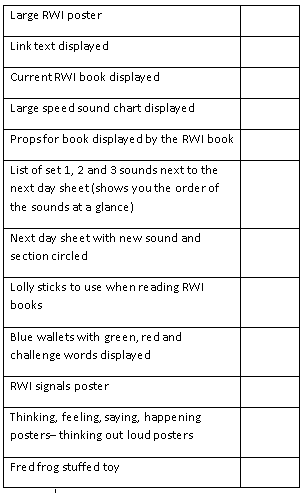 Large RWI poster
Link text displayed
Current RWI book displayed
Large speed sound chart displayed
Props for book displayed by the RWI book
List of set 1, 2 and 3 sounds next to the
next day sheet (shows you the order of
the sounds at a glance)
Next day sheet with new sound and
section circled
Lolly sticks to use when reading RWI
books
Blue wallets with green, red and
challenge words displayed
RWI signals poster
Thinking, feeling, saying, happening
posters– thinking out loud posters
Fred frog stuffed toy